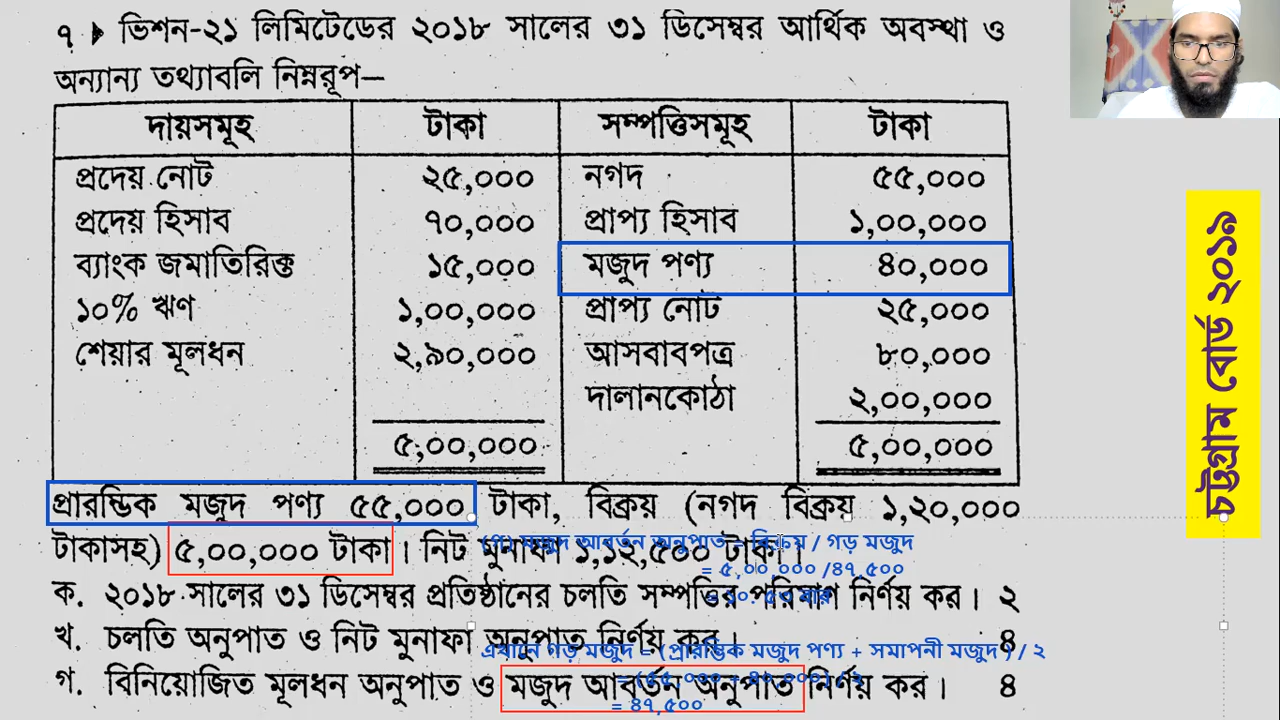 ৭ ▶ ভিশন-২১ লিমিটেডের ২০১৮ সালের ৩১ ডিসেম্বর আর্থিক অবস্থা ও
অন্যান্য তথ্যাবলি নিম্নরূপ—
দায়সমূহ টাকা সম্পত্তিসমূহ টাকা
প্রদেয় নোট ২৫,০০০ নগদ ৫৫,০০০
প্রদেয় হিসাব ৭০,০০০ প্রাপ্য হিসাব ১,০০,০০০
ব্যাংক জমাতিরিক্ত ১৫,০০০ মজুদ পণ্য ৪০,০০০
১০% ঋণ ১,০০,০০০ প্রাপ্য নোট ২৫,০০০
শেয়ার মূলধন ২,৯০,০০০ আসবাবপত্র ৮০,০০০
দালানকোঠা ২,০০,০০০
৫,০০,০০০ ৫,০০,০০০
প্রারম্ভিক মজুদ পণ্য ৫৫,০০০ টাকা, বিক্রয় (নগদ বিক্রয় ১,২০,০০০
টাকাসহ) ৫,০০,০০০ টাকা। নিট মুনাফা ১,১২,৫০০ টাকা।
মজুদ আবর্তন অনুপাত = বিক্রয় / গড় মজুদ
= ৫,০০,০০০ /৪৭,৫০০
ক. ২০১৮ সালের ৩১ ডিসেম্বর প্রতিষ্ঠানের চলতি সম্পত্তির পরিমাণ নির্ণয় কর। ২
খ. চলতি অনুপাত ও নিট মুনাফা অনুপাত নির্ণয় কর। ৪
এখানে গড় মজুদ = (প্রারম্ভিক মজুদ পণ্য + সমাপনী মজুদ ) / ২
= (৫৫,০০০ + ৪০,০০০) / ২
গ. বিনিয়োজিত মূলধন অনুপাত ও মজুদ আবর্তন অনুপাত নির্ণয় কর। ৪
= ৪৭,৫০০
চট্টগ্রাম বোর্ড ২০১৯